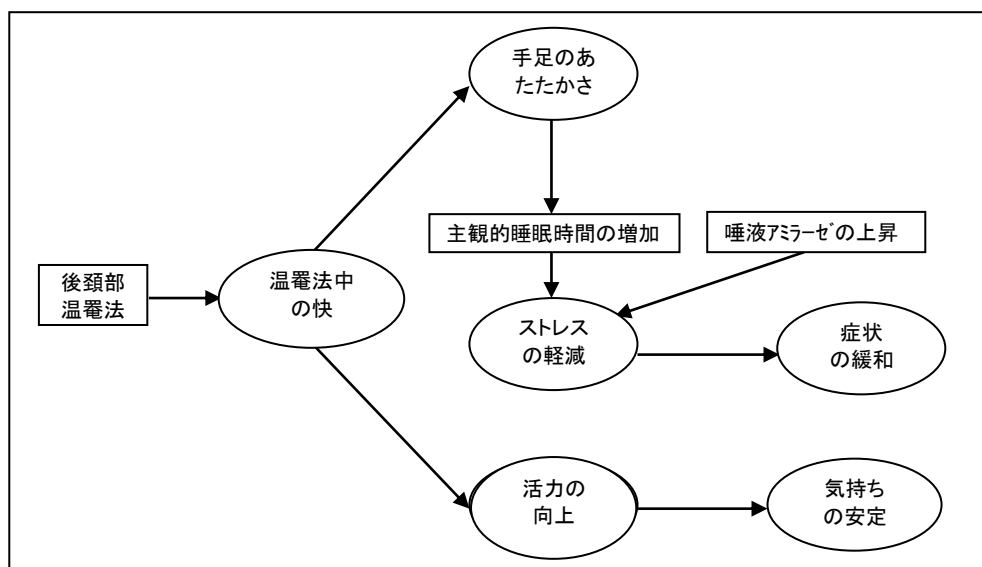 手足のあ
たたかさ
主観的睡眠時間の増加
唾液ｱﾐﾗｰｾﾞの上昇
後頚部
温罨法
温罨法中
の快
ストレス
の軽減
症状
の緩和
活力の
向上
気持ち
の安定